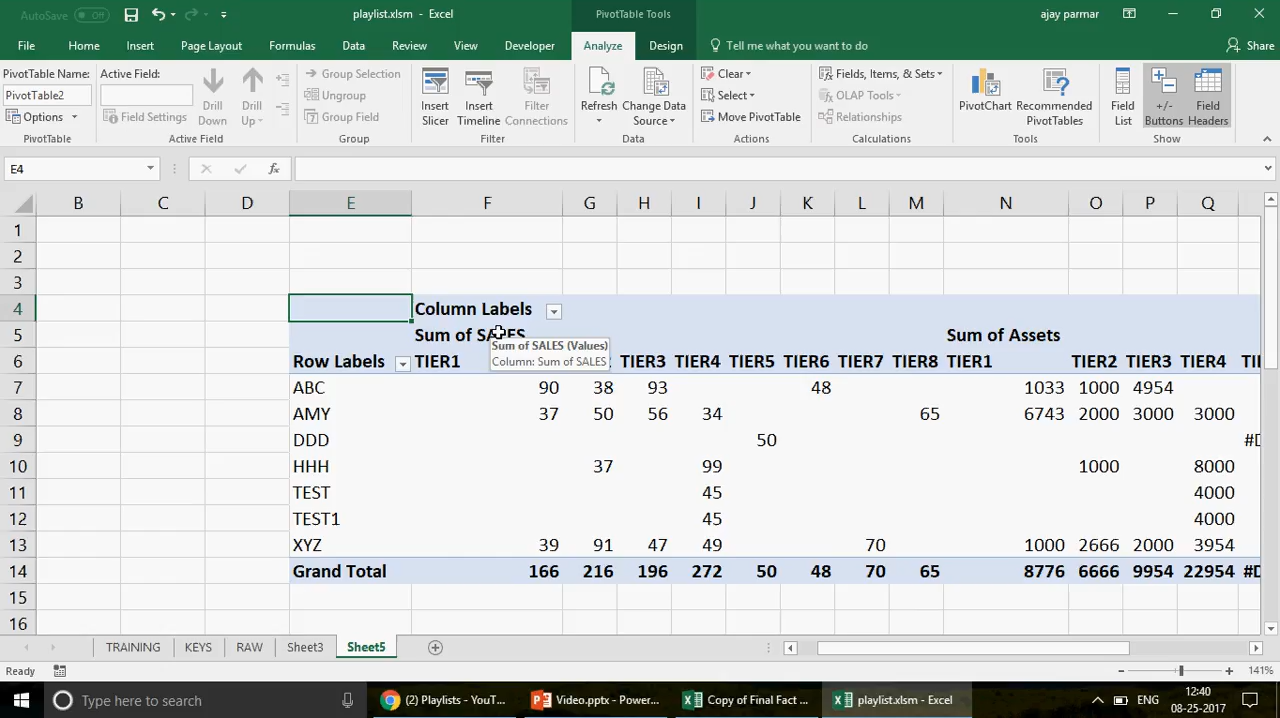 AutoSave Off playlist.xlsm - Excel PivotTable Tools ajay parmar
File Home Insert Page Layout Formulas Data Review View Developer Analyze Design Tell me what you want to do Share
PivotTable Name: Active Field: Group Selection Clear Fields, Items, & Sets
PivotTable2 Ungroup Select OLAP Tools
Options Field Settings Group Field Move PivotTable Relationships
Drill Down Drill Up Insert Slicer Insert Timeline Filter Connections Refresh Change Data Source PivotChart Recommended PivotTables Field List +/- Buttons Field Headers
PivotTable Active Field Group Filter Data Actions Calculations Tools Show
E4 fx
B C D E F G H I J K L M N O P Q
1
2
3
4 Column Labels
5 Sum of SALES Sum of Assets
Sum of SALES (Values)
Column: Sum of SALES
6 Row Labels TIER1 TIER3 TIER4 TIER5 TIER6 TIER7 TIER8 TIER1 TIER2 TIER3 TIER4
7 ABC 90 38 93 48 1033 1000 4954
8 AMY 37 50 56 34 65 6743 2000 3000 3000
9 DDD 50 #D
10 HHH 37 99 1000 8000
11 TEST 45 4000
12 TEST1 45 4000
13 XYZ 39 91 47 49 70 1000 2666 2000 3954
14 Grand Total 166 216 196 272 50 48 70 65 8776 6666 9954 22954 #D
15
16
TRAINING KEYS RAW Sheet3 Sheet5
Ready 141%
Type here to search (2) Playlists - YouT... Video.pptx - Power... Copy of Final Fact ... playlist.xlsm - Excel ENG 12:40
08-25-2017